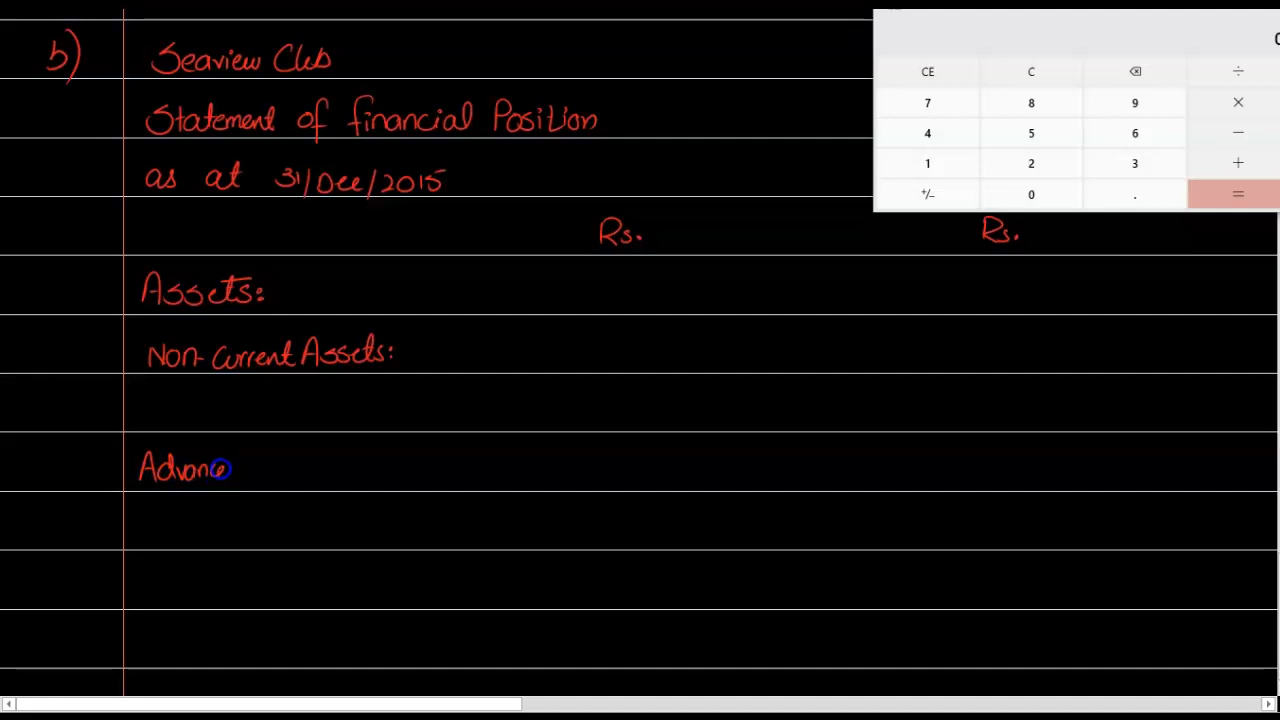 b) Seaview Club
Statement of financial Position
as at 31/Dec/2015
Rs. Rs.
Assets:
Non-Current Assets:
Advance
0
CE C ⌫ ÷
7 8 9 ×
4 5 6 −
1 2 3 +
+/− 0 . =